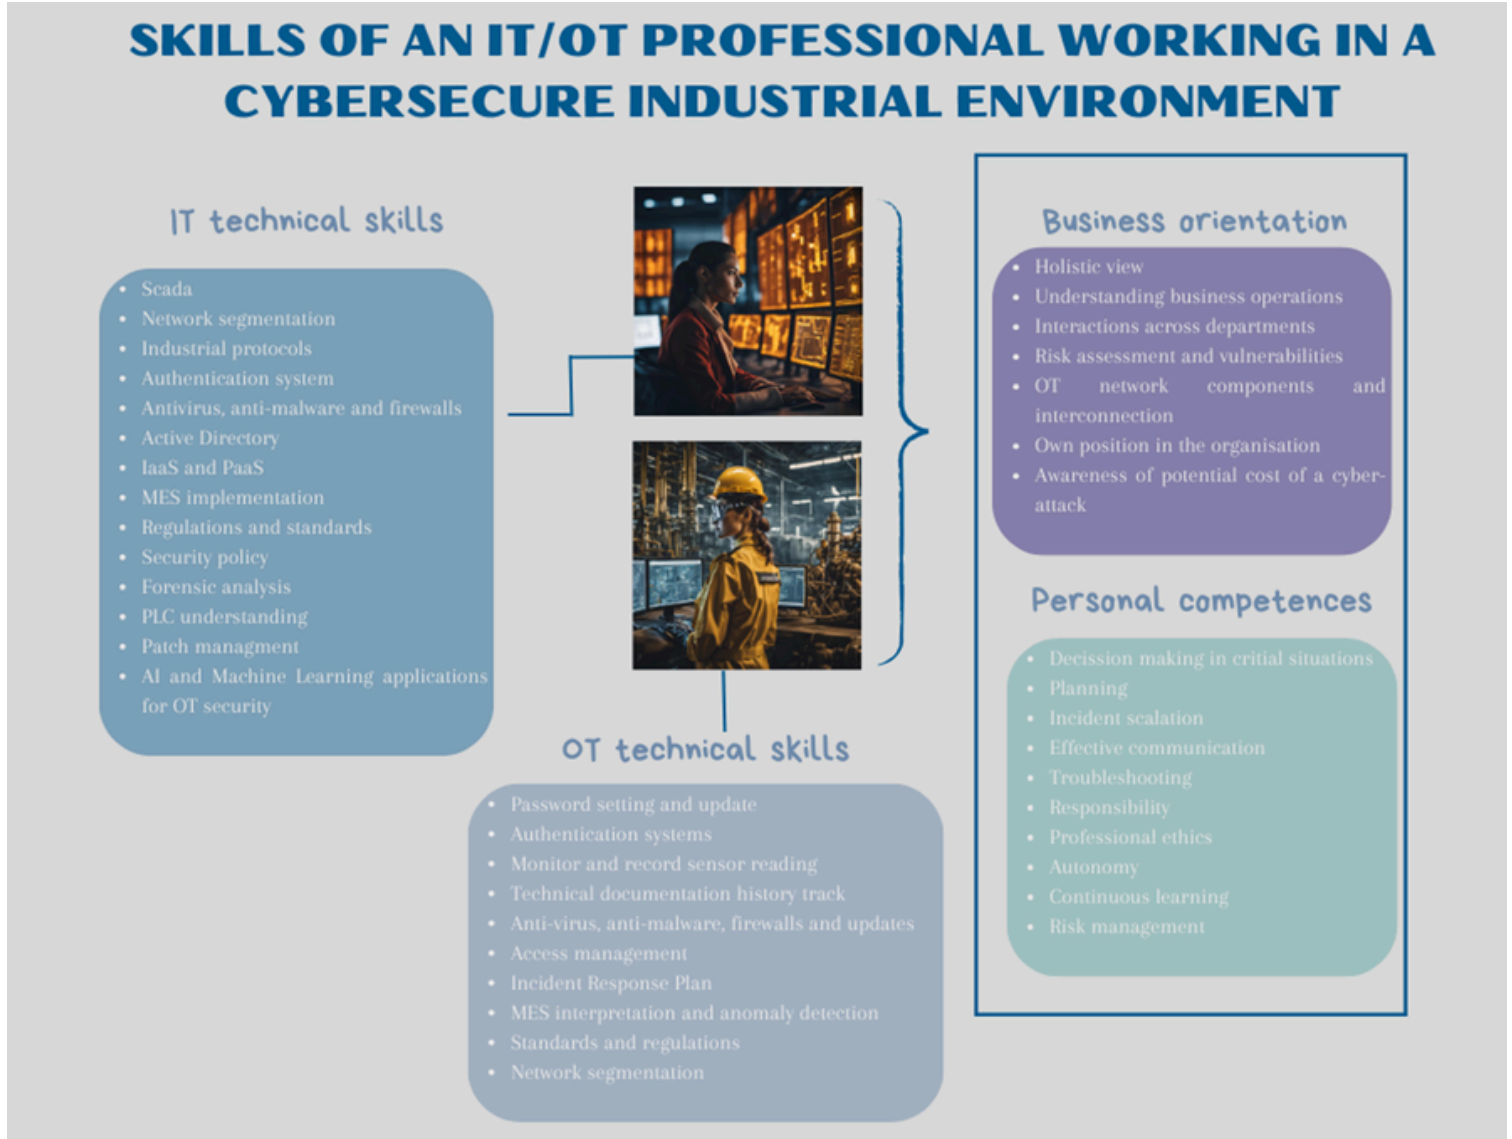 SKILLS OF AN IT/OT PROFESSIONAL WORKING IN A
CYBERSECURE INDUSTRIAL ENVIRONMENT
IT technical skills
• Scada
• Network segmentation
• Industrial protocols
• Authentication system
• Antivirus, anti-malware and firewalls
• Active Directory
• IaaS and PaaS
• MES implementation
• Regulations and standards
• Security policy
• Forensic analysis
• PLC understanding
• Patch managment
• AI and Machine Learning applications
for OT security
OT technical skills
• Password setting and update
• Authentication systems
• Monitor and record sensor reading
• Technical documentation history track
• Anti-virus, anti-malware, firewalls and updates
• Access management
• Incident Response Plan
• MES interpretation and anomaly detection
• Standards and regulations
• Network segmentation
Business orientation
• Holistic view
• Understanding business operations
• Interactions across departments
• Risk assessment and vulnerabilities
• OT network components and
interconnection
• Own position in the organisation
• Awareness of potential cost of a cyber-
attack
Personal competences
• Decission making in critial situations
• Planning
• Incident scalation
• Effective communication
• Troubleshooting
• Responsibility
• Professional ethics
• Autonomy
• Continuous learning
• Risk management